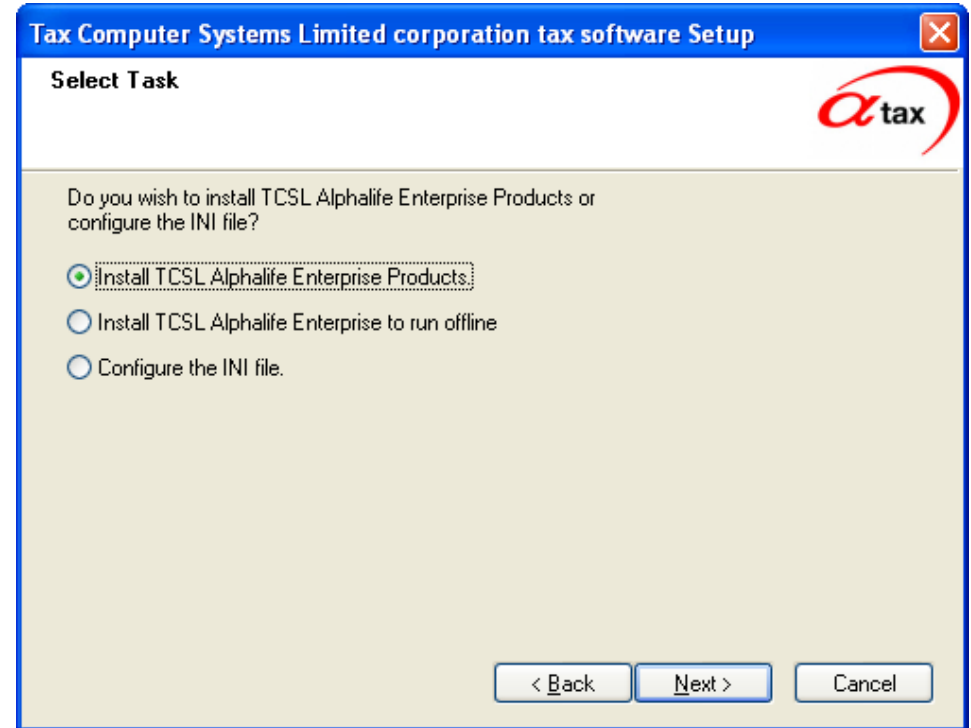 Tax Computer Systems Limited corporation tax software Setup
Select Task
αtax
Do you wish to install TCSL Alphalife Enterprise Products or
configure the INI file?
Install TCSL Alphalife Enterprise Products.
Install TCSL Alphalife Enterprise to run offline
Configure the INI file.
< Back
Next >
Cancel